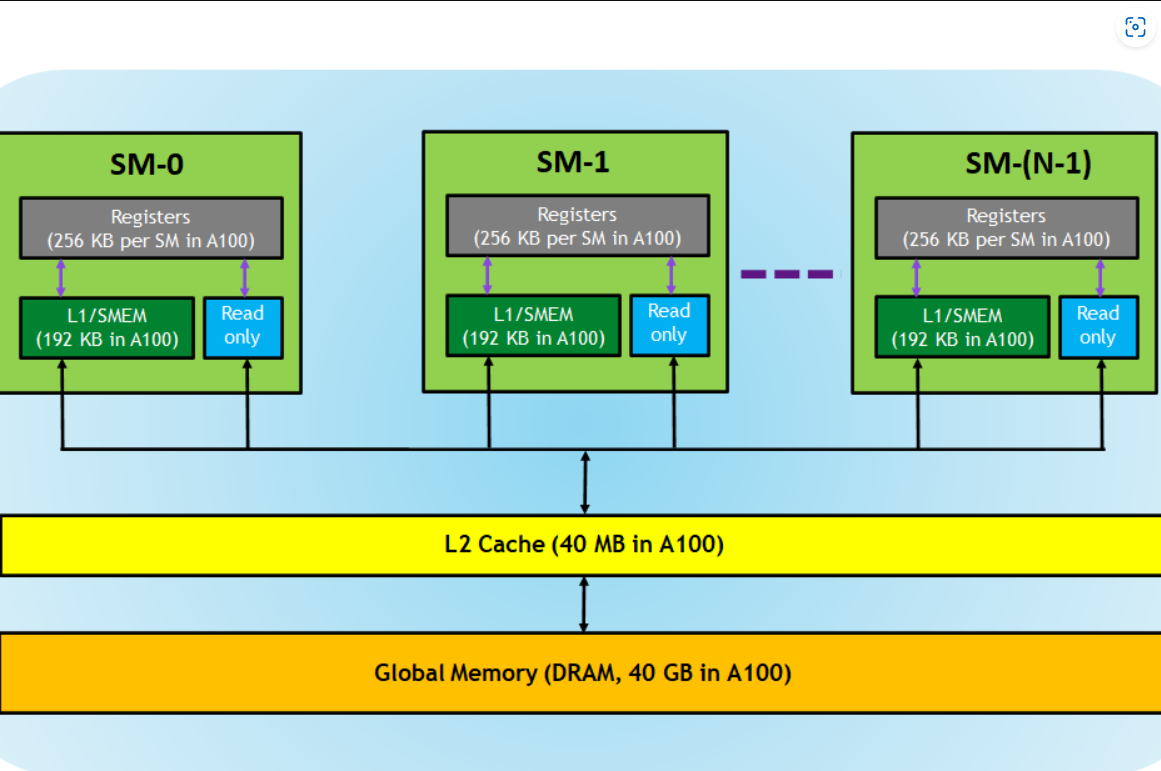 SM-0
Registers
(256 KB per SM in A100)
L1/SMEM
(192 KB in A100)
Read
only
SM-1
Registers
(256 KB per SM in A100)
L1/SMEM
(192 KB in A100)
Read
only
SM-(N-1)
Registers
(256 KB per SM in A100)
L1/SMEM
(192 KB in A100)
Read
only
L2 Cache (40 MB in A100)
Global Memory (DRAM, 40 GB in A100)